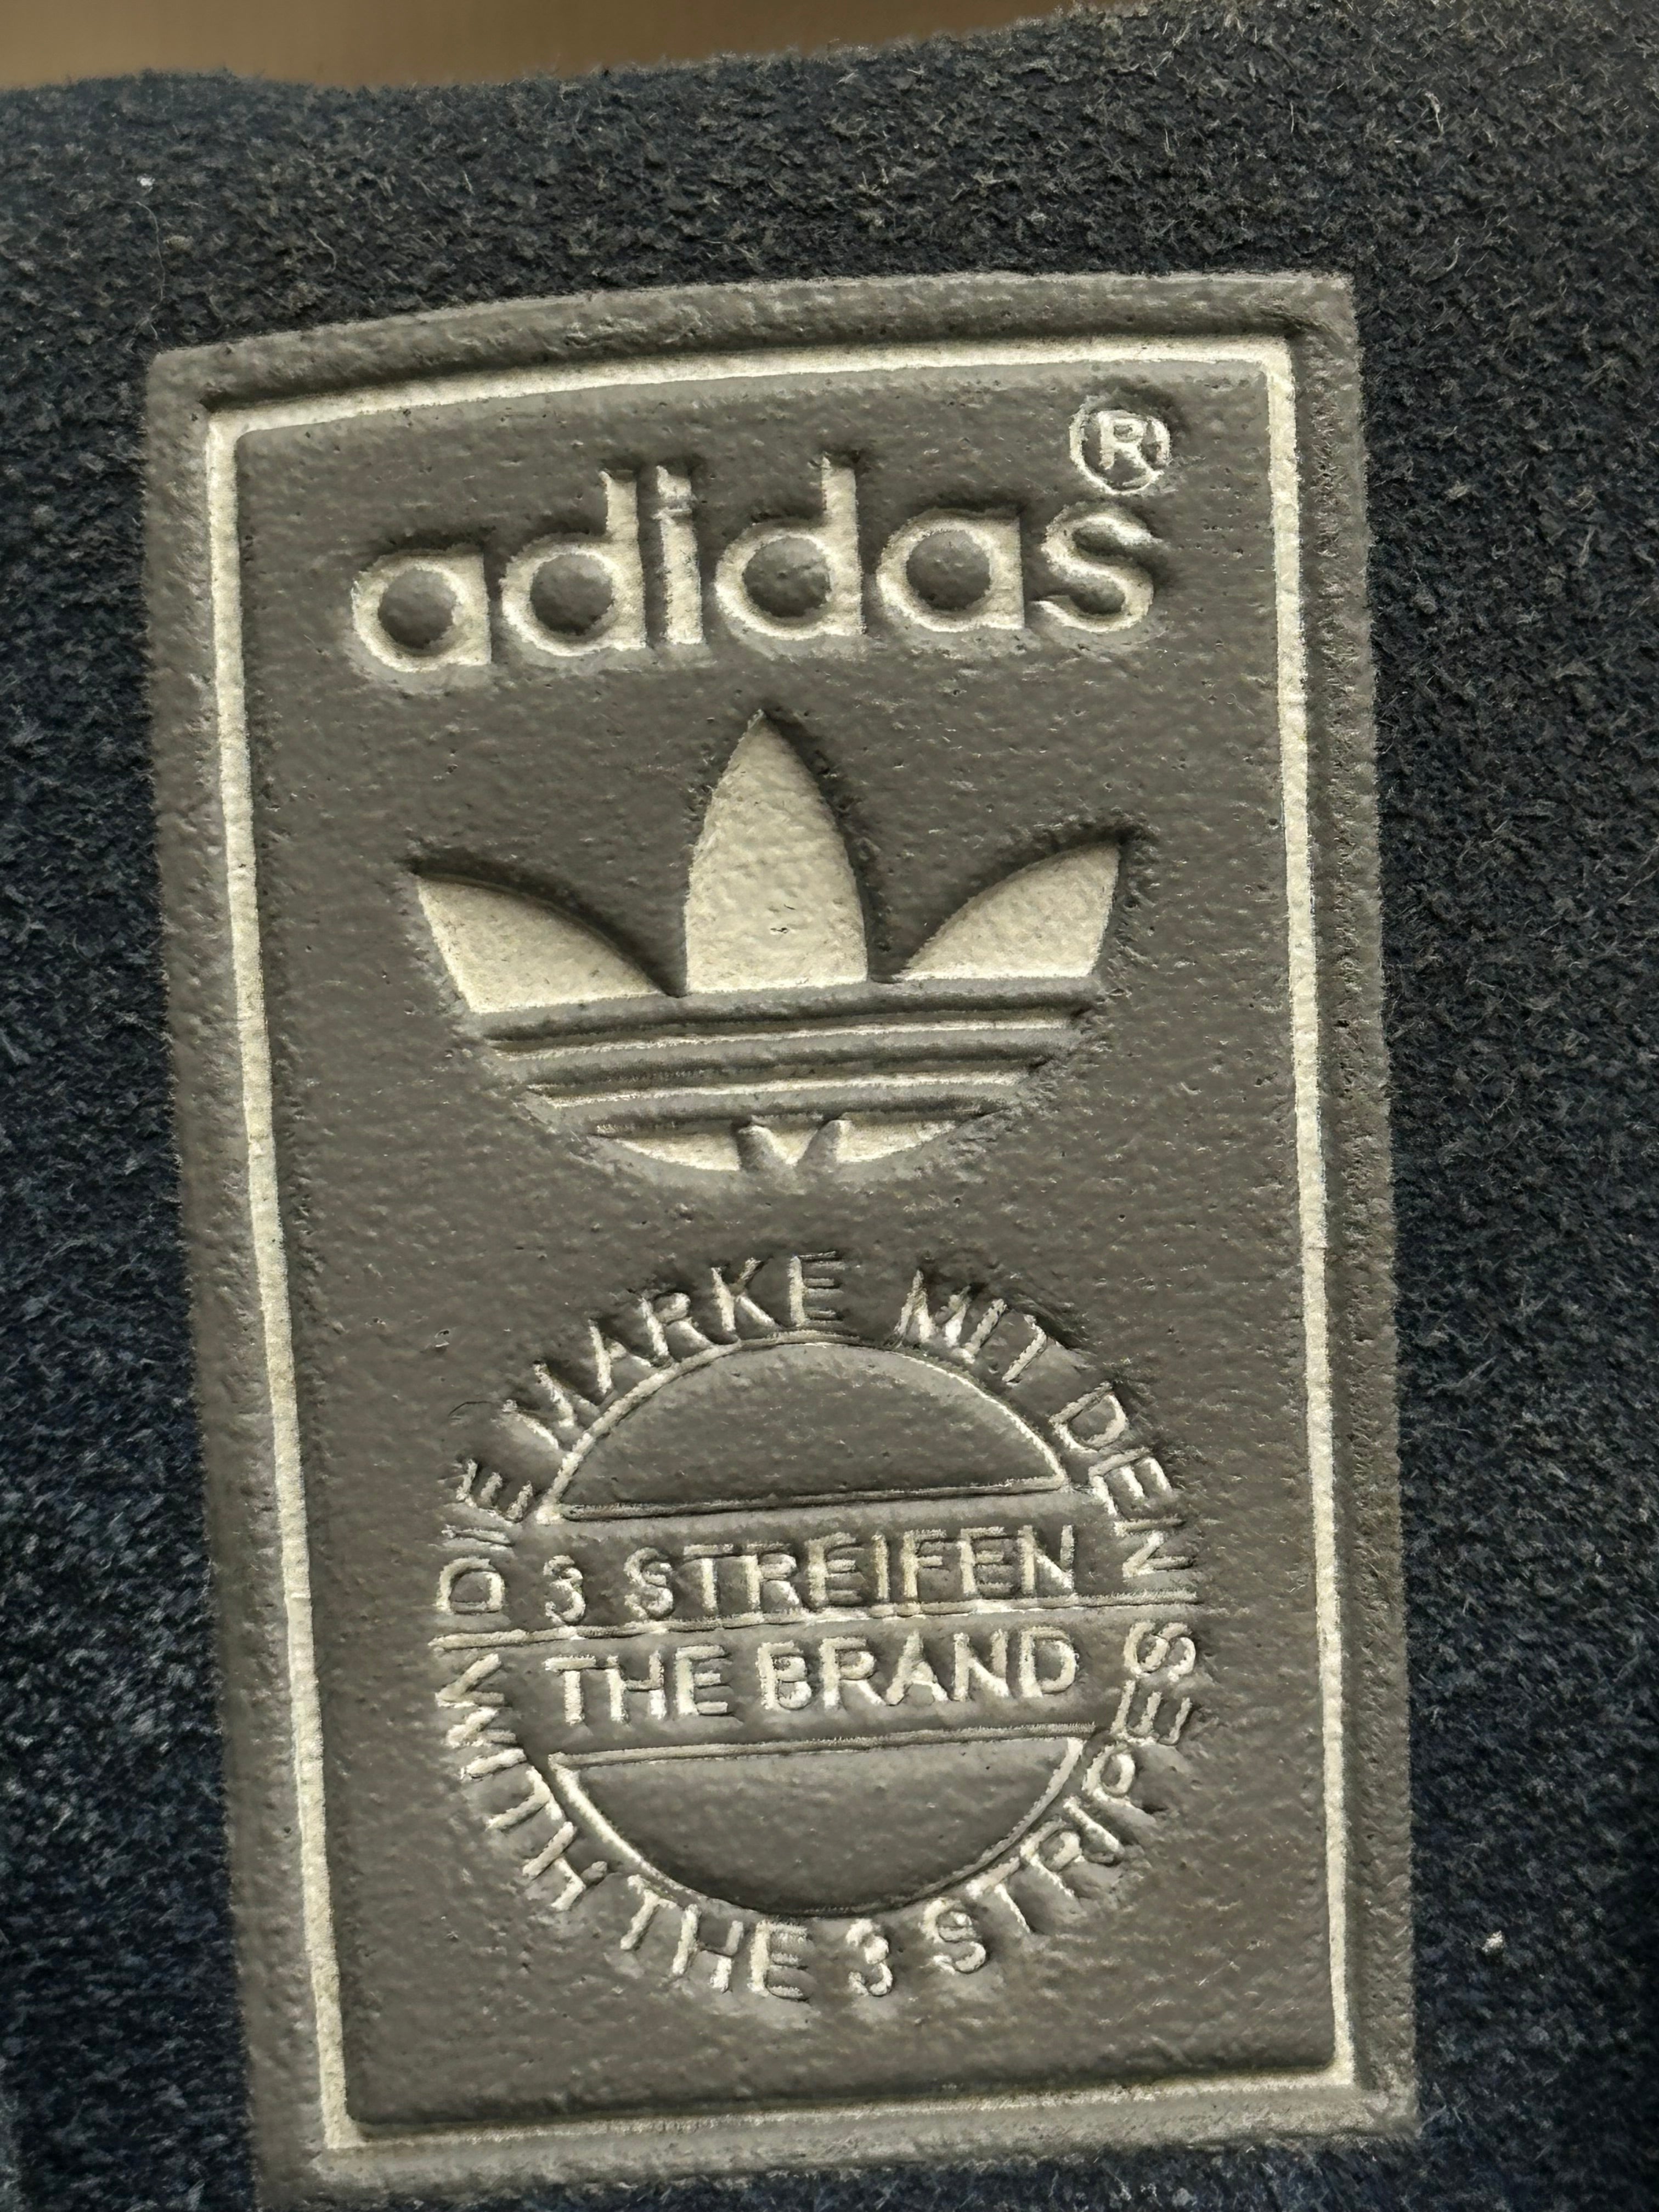 adidas®
DIE MARKE MIT DEN
3 STREIFEN
THE BRAND
WITH THE 3 STRIPES